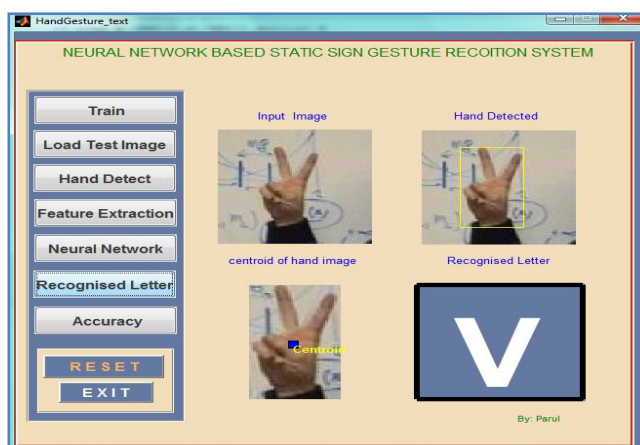 HandGesture_text
NEURAL NETWORK BASED STATIC SIGN GESTURE RECOITION SYSTEM
Train
Load Test Image
Hand Detect
Feature Extraction
Neural Network
Recognised Letter
Accuracy
RESET
EXIT
Input Image
Hand Detected
centroid of hand image
Recognised Letter
Centroid
V
By: Parul